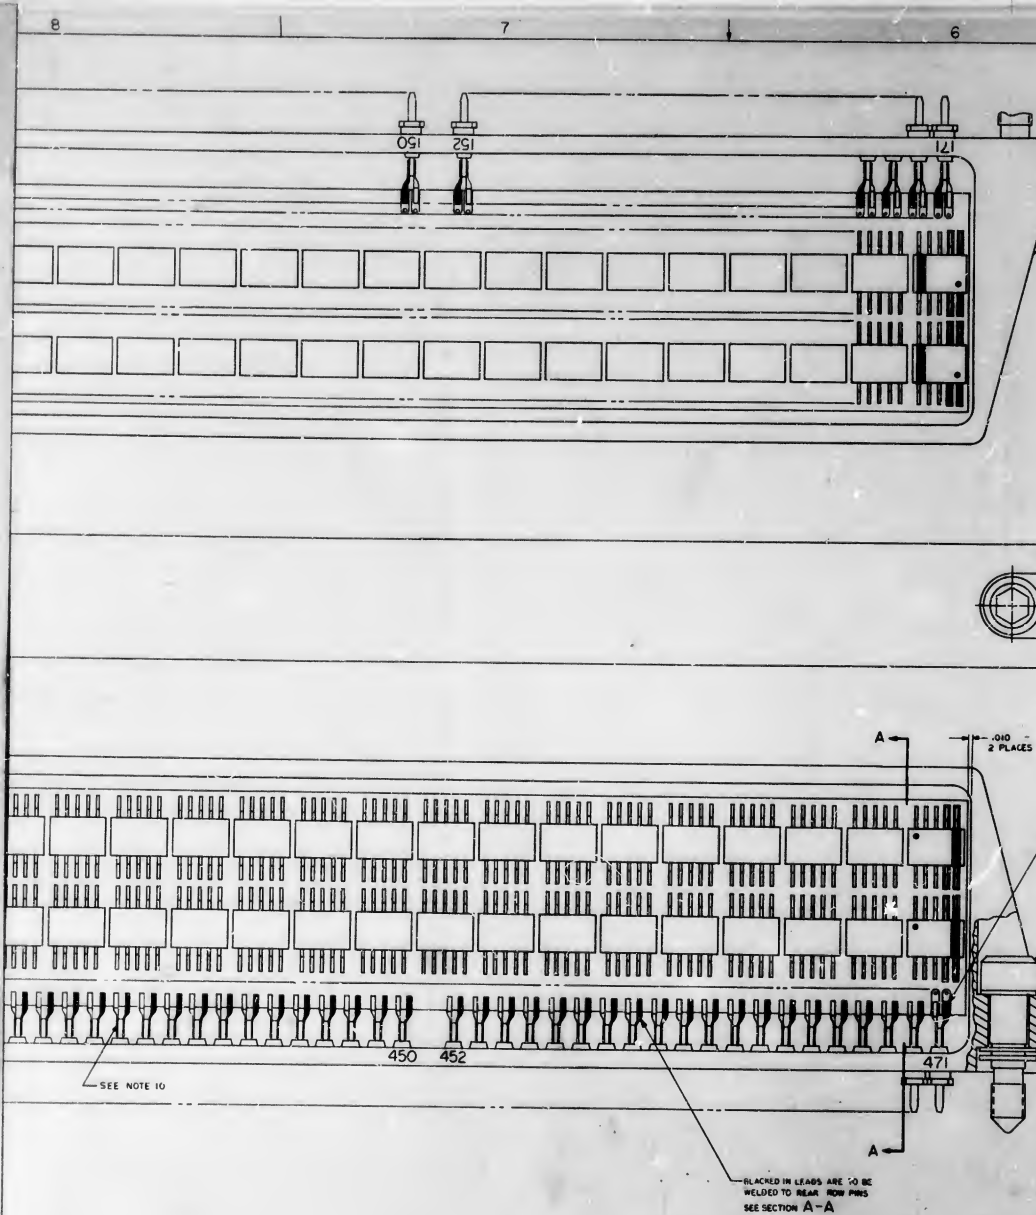 8 7 6
150 152 171
A .010
2 PLACES
450 452 471
SEE NOTE 10
A
BLACKED IN LEADS ARE TO BE
WELDED TO REAR ROW PINS
SEE SECTION A-A